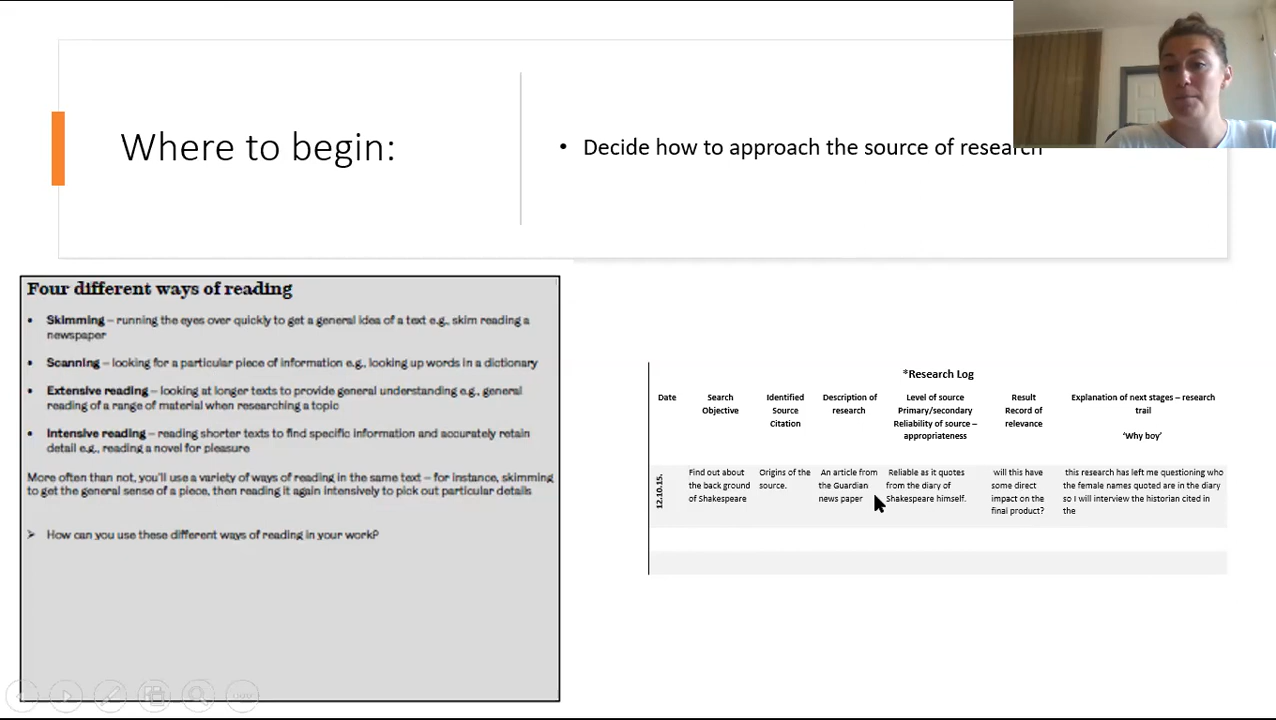 Where to begin:
• Decide how to approach the source of research
Four different ways of reading
• Skimming – running the eyes over quickly to get a general idea of a text e.g., skim reading a
newspaper
• Scanning – looking for a particular piece of information e.g., looking up words in a dictionary
• Extensive reading – looking at longer texts to provide general understanding e.g., general
reading of a range of material when researching a topic
• Intensive reading – reading shorter texts to find specific information and accurately retain
detail e.g., reading a novel for pleasure
More often than not, you'll use a variety of ways of reading in the same text – for instance, skimming
to get the general sense of a piece, then reading it again intensively to pick out particular details
➢ How can you use these different ways of reading in your work?
*Research Log
Date
Search
Objective
Identified
Source
Citation
Description of
research
Level of source
Primary/secondary
Reliability of source –
appropriateness
Result
Record of
relevance
Explanation of next stages – research
trail
‘Why boy’
12.10.15.
Find out about
the back ground
of Shakespeare
Origins of the
source.
An article from
the Guardian
news paper
Reliable as it quotes
from the diary of
Shakespeare himself.
will this have
some direct
impact on the
final product?
this research has left me questioning who
the female names quoted are in the diary
so I will interview the historian cited in
the